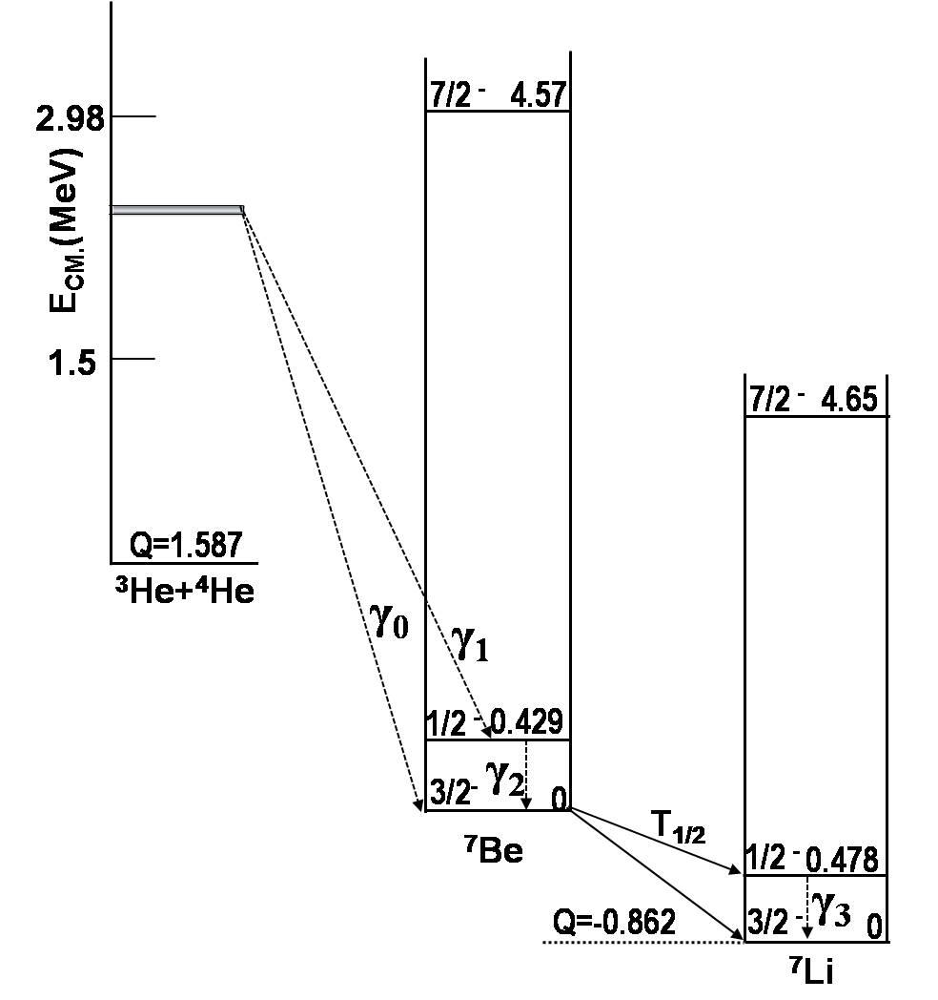 2.98
E_CM.(MeV)
1.5
Q=1.587
³He+⁴He
γ₀
γ₁
7/2 - 4.57
1/2 - 0.429
γ₂
3/2- 0
⁷Be
T₁/₂
7/2 - 4.65
1/2 - 0.478
γ₃
3/2 - 0
Q=-0.862
⁷Li